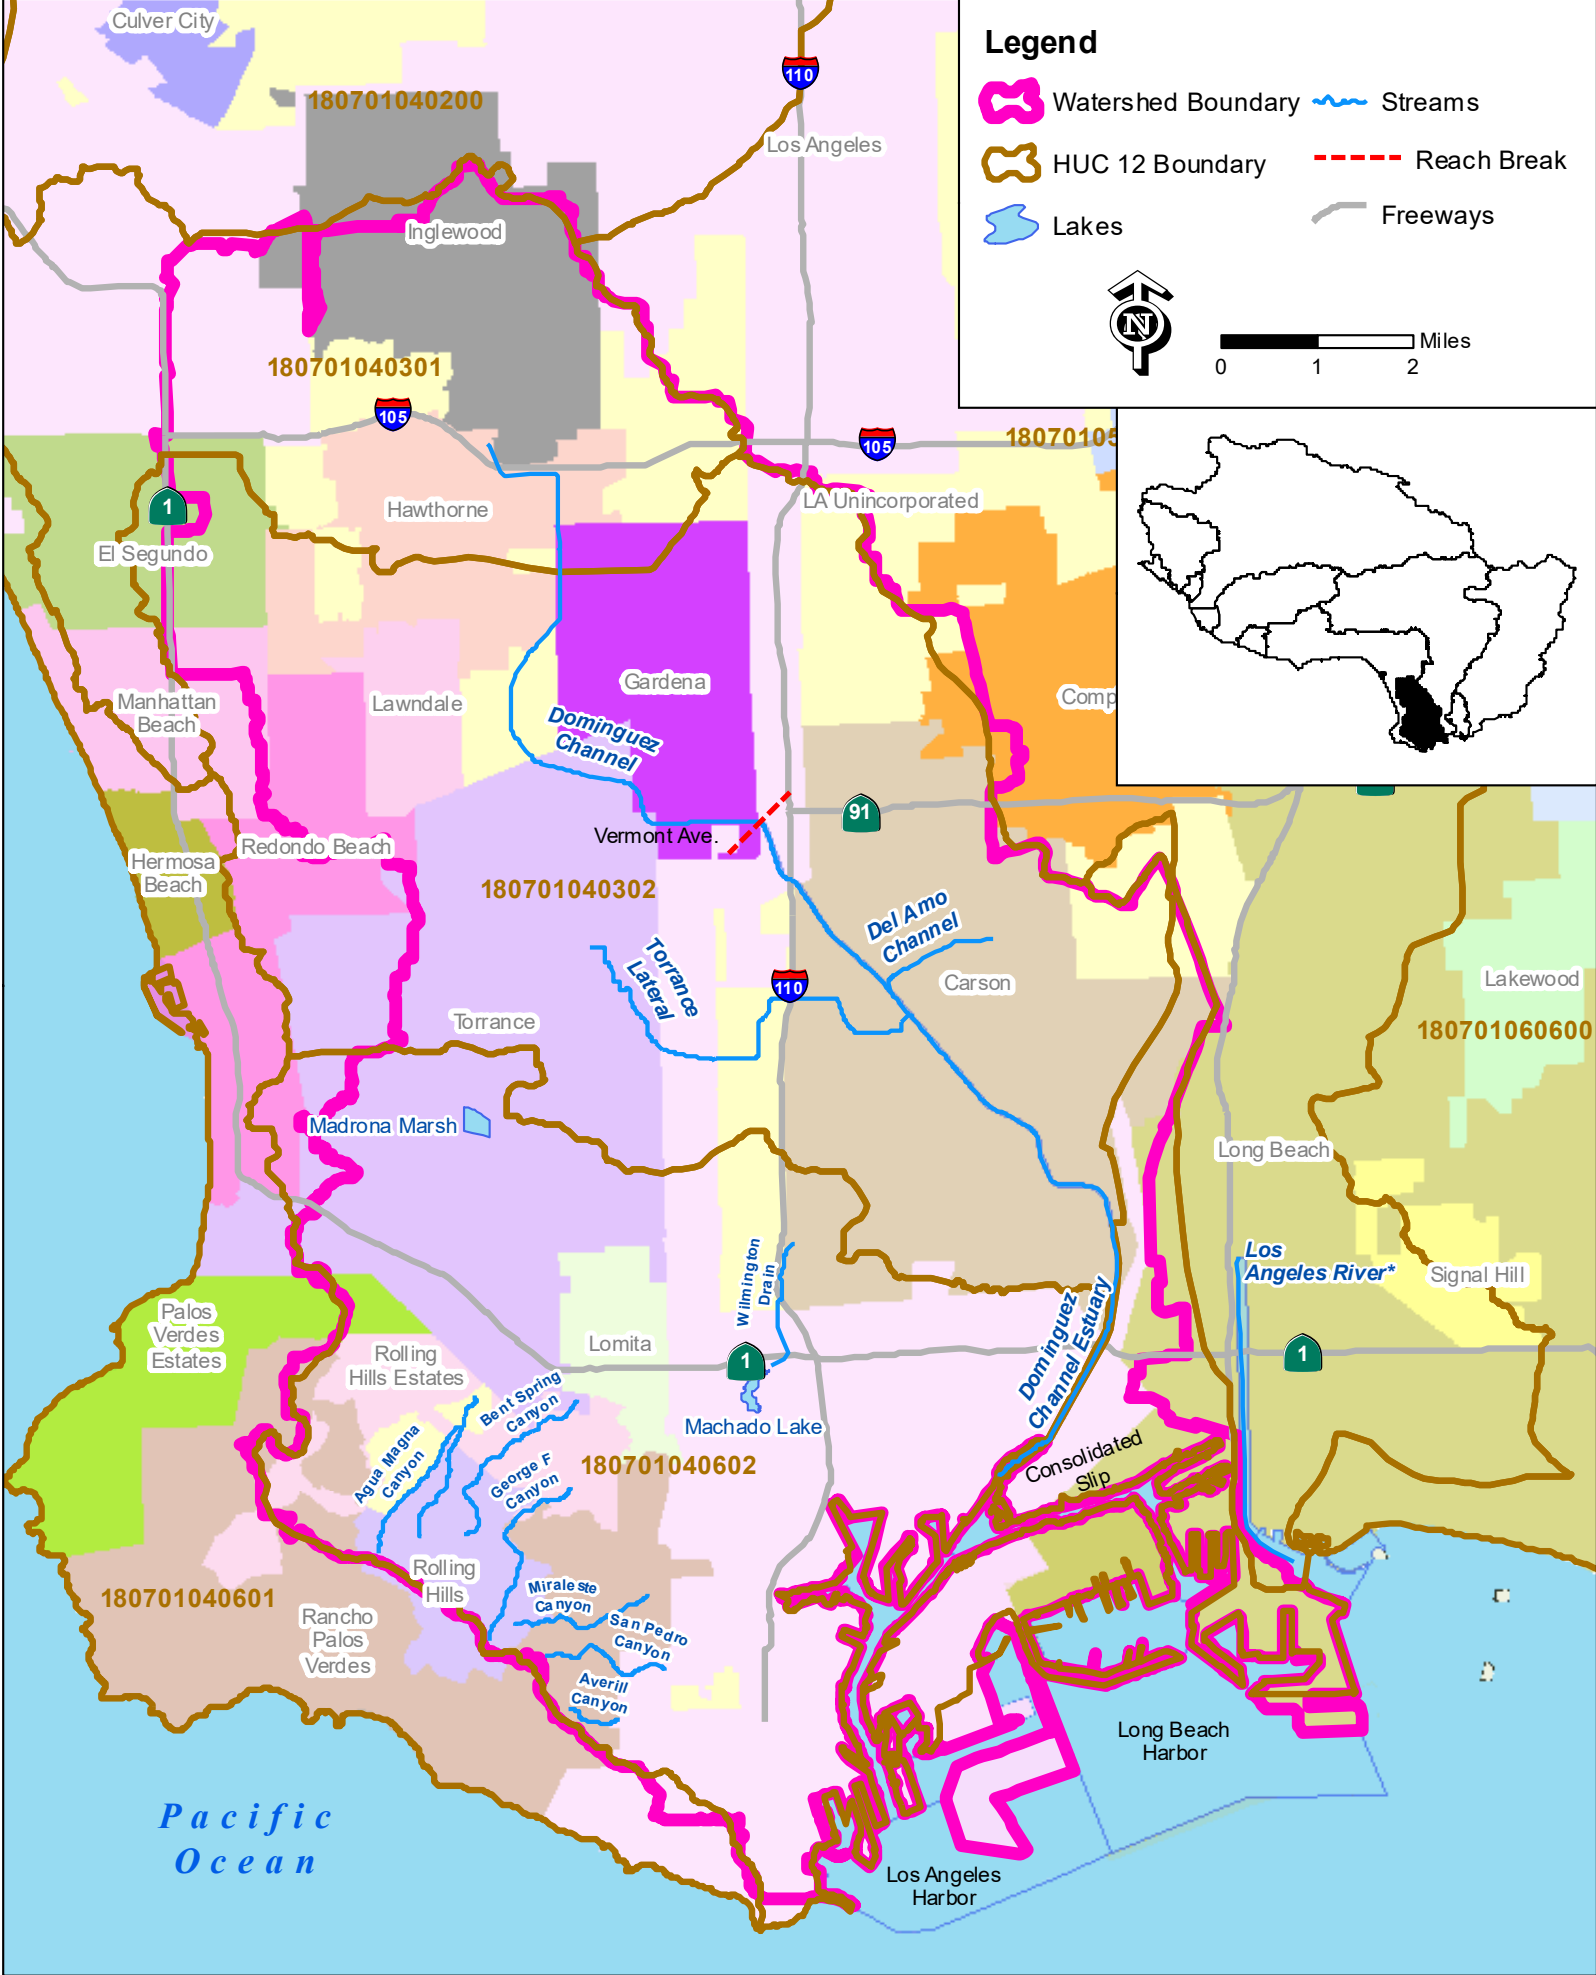 Culver City
180701040200
110
Los Angeles
Inglewood
180701040301
105
105
18070105
Hawthorne
LA Unincorporated
1
El Segundo
Gardena
Comp
Manhattan
Beach
Lawndale
Dominguez
Channel
91
Vermont Ave.
Redondo Beach
Hermosa
Beach
180701040302
Del Amo
Channel
Torrance
Lateral
110
Carson
Lakewood
Torrance
180701060600
Madrona Marsh
Long Beach
Wilmington
Drain
Los
Angeles River*
Signal Hill
Palos
Verdes
Estates
Rolling
Hills Estates
Lomita
1
Dominguez
Channel Estuary
1
Bent Spring
Canyon
Machado Lake
Agua Magna
Canyon
George F
Canyon
180701040602
Consolidated
Slip
Rolling
Hills
180701040601
Miraleste
Canyon
San Pedro
Canyon
Rancho
Palos
Verdes
Averill
Canyon
Long Beach
Harbor
Pacific
Ocean
Los Angeles
Harbor
Legend
Watershed Boundary
Streams
HUC 12 Boundary
Reach Break
Lakes
Freeways
N
Miles
0 1 2